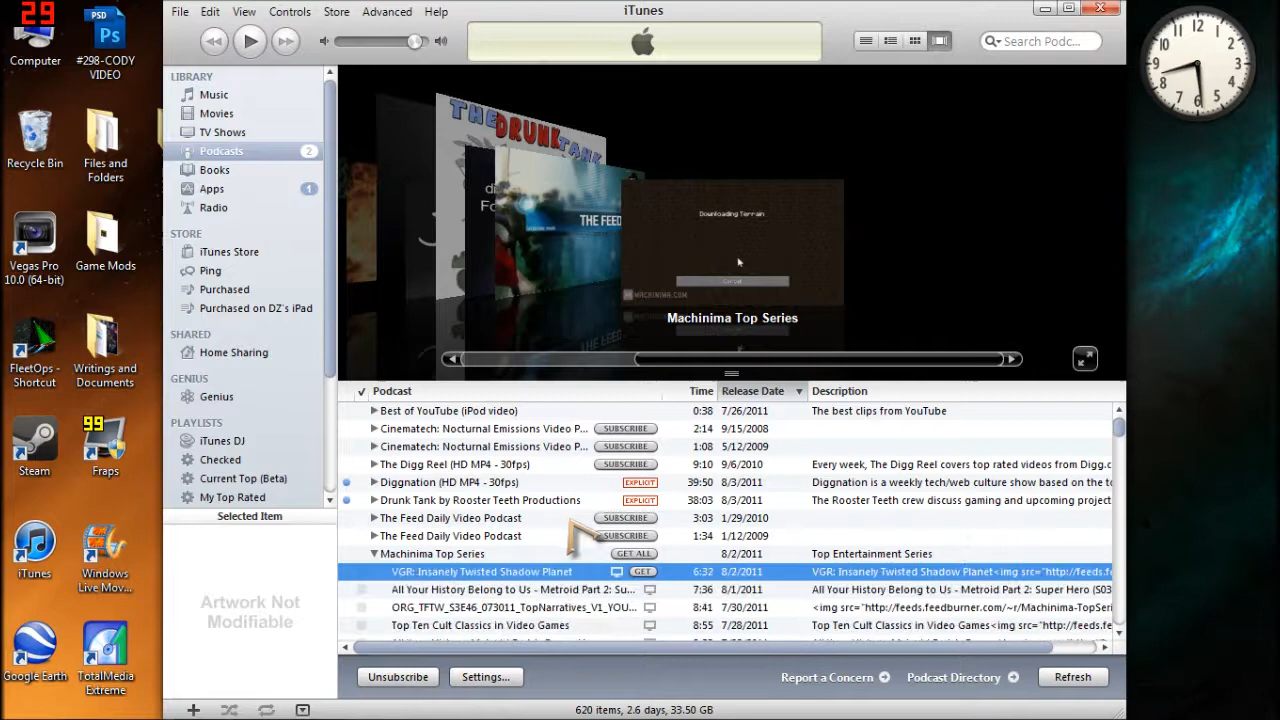 29
Computer
#298-CODY VIDEO
Recycle Bin
Files and Folders
Vegas Pro 10.0 (64-bit)
Game Mods
FleetOps - Shortcut
Writings and Documents
99
Steam
Fraps
iTunes
Windows Live Mov...
Google Earth
TotalMedia Extreme
File Edit View Controls Store Advanced Help
iTunes
Search Podc...
LIBRARY
Music
Movies
TV Shows
Podcasts 2
Books
Apps 1
Radio
STORE
iTunes Store
Ping
Purchased
Purchased on DZ's iPad
SHARED
Home Sharing
GENIUS
Genius
PLAYLISTS
iTunes DJ
Checked
Current Top (Beta)
My Top Rated
Selected Item
Artwork Not Modifiable
THE DRUNK TANK
THE FEED
Downloading Terrain
Cancel
MACHINIMA.COM
Machinima Top Series
Podcast Time Release Date Description
Best of YouTube (iPod video) 0:38 7/26/2011 The best clips from YouTube
Cinematech: Nocturnal Emissions Video P... SUBSCRIBE 2:14 9/15/2008
Cinematech: Nocturnal Emissions Video P... SUBSCRIBE 1:08 5/12/2009
The Digg Reel (HD MP4 - 30fps) SUBSCRIBE 9:10 9/6/2010 Every week, The Digg Reel covers top rated videos from Digg.c
Diggnation (HD MP4 - 30fps) EXPLICIT 39:50 8/3/2011 Diggnation is a weekly tech/web culture show based on the to
Drunk Tank by Rooster Teeth Productions EXPLICIT 38:03 8/3/2011 The Rooster Teeth crew discuss gaming and upcoming project
The Feed Daily Video Podcast SUBSCRIBE 3:03 1/29/2010
The Feed Daily Video Podcast SUBSCRIBE 1:34 1/12/2009
Machinima Top Series GET ALL 8/2/2011 Top Entertainment Series
VGR: Insanely Twisted Shadow Planet GET 6:32 8/2/2011 VGR: Insanely Twisted Shadow Planet<img src="http://feeds.fe
All Your History Belong to Us - Metroid Part 2: Su... 7:36 8/1/2011 All Your History Belong to Us - Metroid Part 2: Super Hero (S03
ORG_TFTW_S3E46_073011_TopNarratives_V1_YOU... 8:41 7/30/2011 <img src="http://feeds.feedburner.com/~r/Machinima-TopSeri
Top Ten Cult Classics in Video Games 8:55 7/28/2011 Top Ten Cult Classics in Video Games<img src="http://feeds.fe
Unsubscribe Settings... Report a Concern Podcast Directory Refresh
620 items, 2.6 days, 33.50 GB
12 1 2 3 4 5 6 7 8 9 10 11